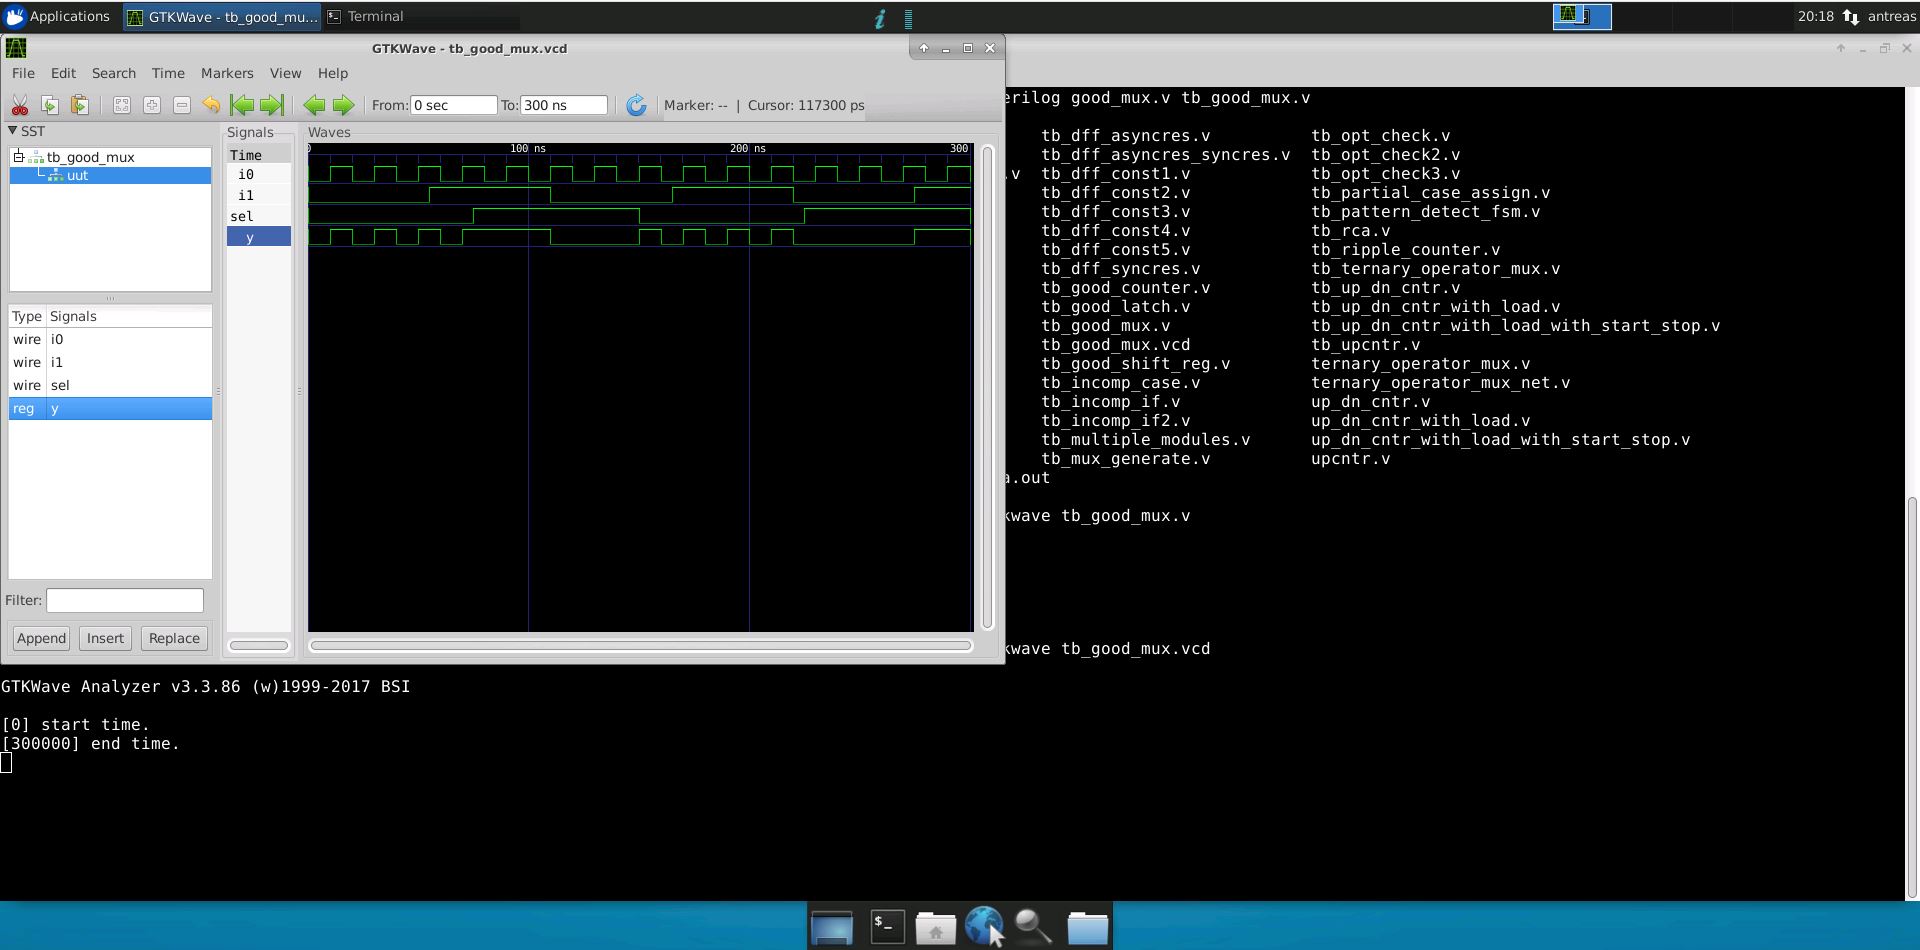 Applications
GTKWave - tb_good_mu...
Terminal
20:18
antreas
GTKWave - tb_good_mux.vcd
File Edit Search Time Markers View Help
From: 0 sec To: 300 ns Marker: -- | Cursor: 117300 ps
SST
tb_good_mux
uut
Type Signals
wire i0
wire i1
wire sel
reg y
Filter:
Append Insert Replace
Signals
Time
i0
i1
sel
y
Waves
100 ns 200 ns 300
erilog good_mux.v tb_good_mux.v
tb_dff_asyncres.v tb_opt_check.v
tb_dff_asyncres_syncres.v tb_opt_check2.v
.v tb_dff_const1.v tb_opt_check3.v
tb_dff_const2.v tb_partial_case_assign.v
tb_dff_const3.v tb_pattern_detect_fsm.v
tb_dff_const4.v tb_rca.v
tb_dff_const5.v tb_ripple_counter.v
tb_dff_syncres.v tb_ternary_operator_mux.v
tb_good_counter.v tb_up_dn_cntr.v
tb_good_latch.v tb_up_dn_cntr_with_load.v
tb_good_mux.v tb_up_dn_cntr_with_load_with_start_stop.v
tb_good_mux.vcd tb_upcntr.v
tb_good_shift_reg.v ternary_operator_mux.v
tb_incomp_case.v ternary_operator_mux_net.v
tb_incomp_if.v up_dn_cntr.v
tb_incomp_if2.v up_dn_cntr_with_load.v
tb_multiple_modules.v up_dn_cntr_with_load_with_start_stop.v
tb_mux_generate.v upcntr.v
a.out
kwave tb_good_mux.v
kwave tb_good_mux.vcd
GTKWave Analyzer v3.3.86 (w)1999-2017 BSI
[0] start time.
[300000] end time.